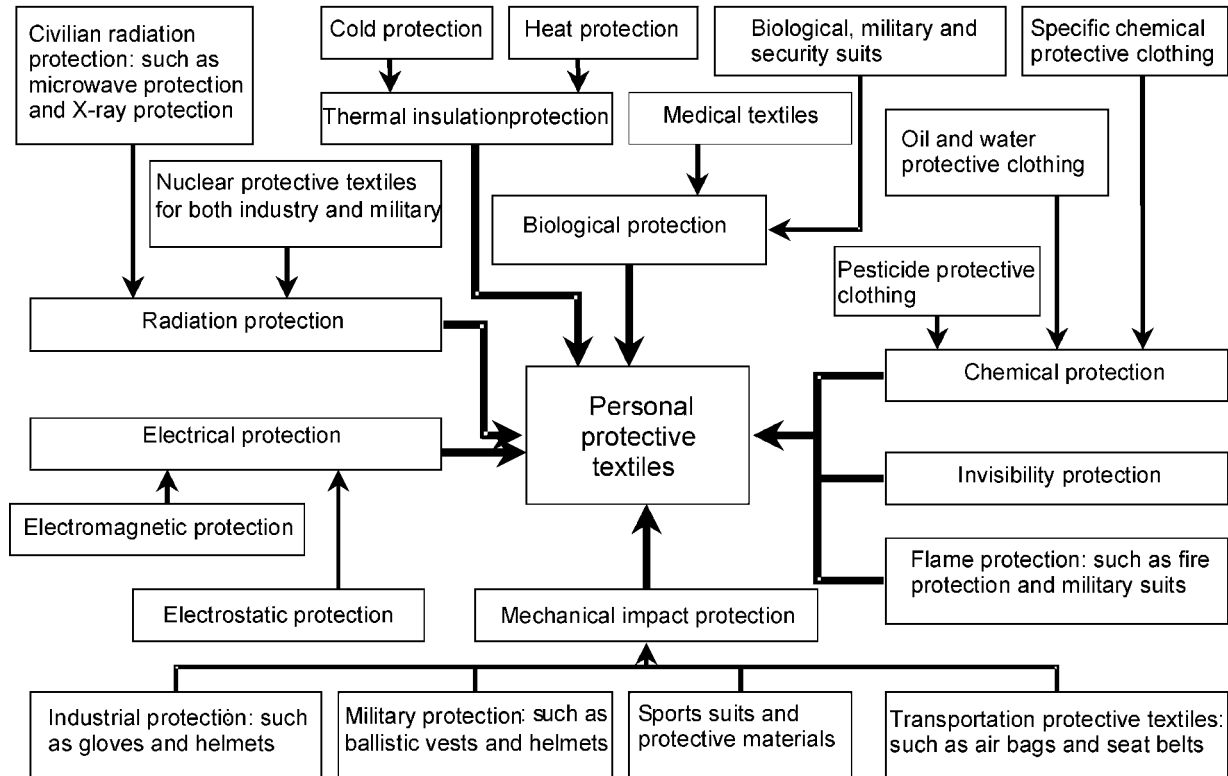 Civilian radiation
protection: such as
microwave protection
and X-ray protection
Cold protection
Heat protection
Biological, military and
security suits
Specific chemical
protective clothing
Thermal insulationprotection
Medical textiles
Oil and water
protective clothing
Nuclear protective textiles
for both industry and military
Biological protection
Pesticide protective
clothing
Radiation protection
Chemical protection
Personal
protective
textiles
Electrical protection
Invisibility protection
Electromagnetic protection
Flame protection: such as fire
protection and military suits
Electrostatic protection
Mechanical impact protection
Industrial protection: such
as gloves and helmets
Military protection: such as
ballistic vests and helmets
Sports suits and
protective materials
Transportation protective textiles:
such as air bags and seat belts